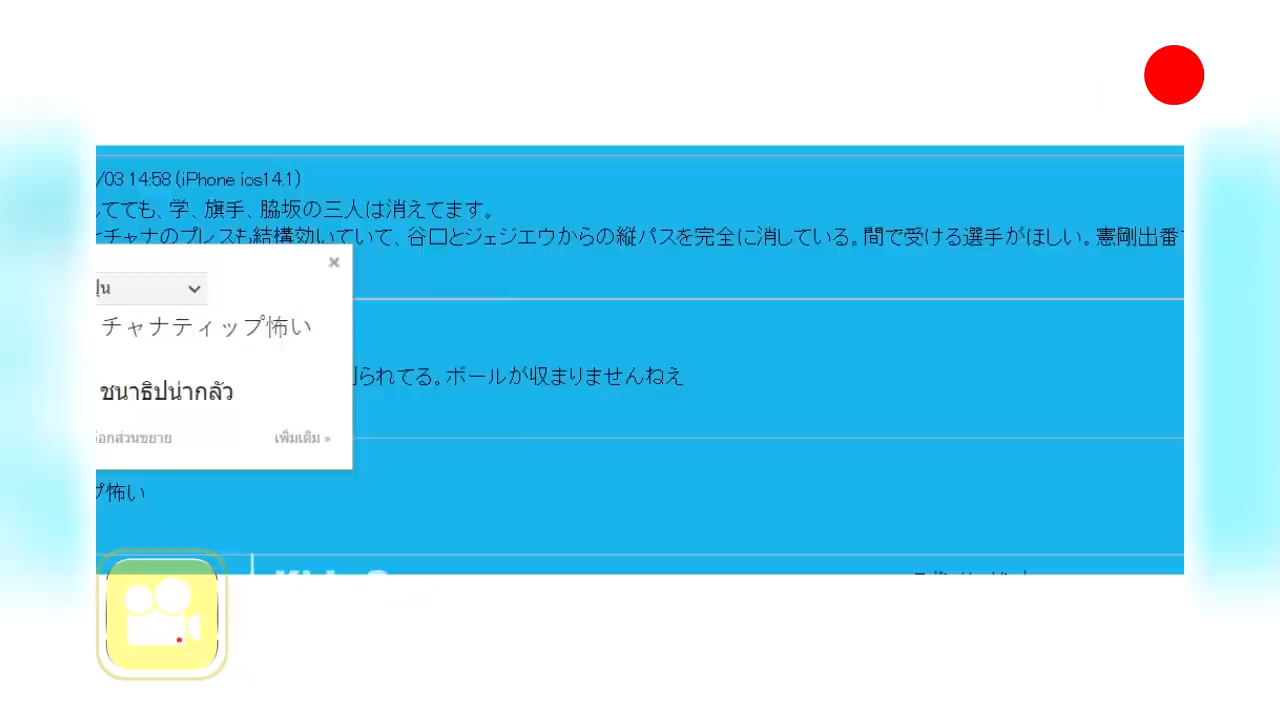 /03 14:58 (iPhone ios14.1)
してても、学、旗手、脇坂の三人は消えてます。
とチャナのプレスも結構効いていて、谷口とジェジエウからの縦パスを完全に消している。間で受ける選手がほしい。憲剛出番
チャナティップ怖い
られてる。ボールが収まりませんねえ
ชนาธิปน่ากลัว
เพิ่มเติม »
プ怖い